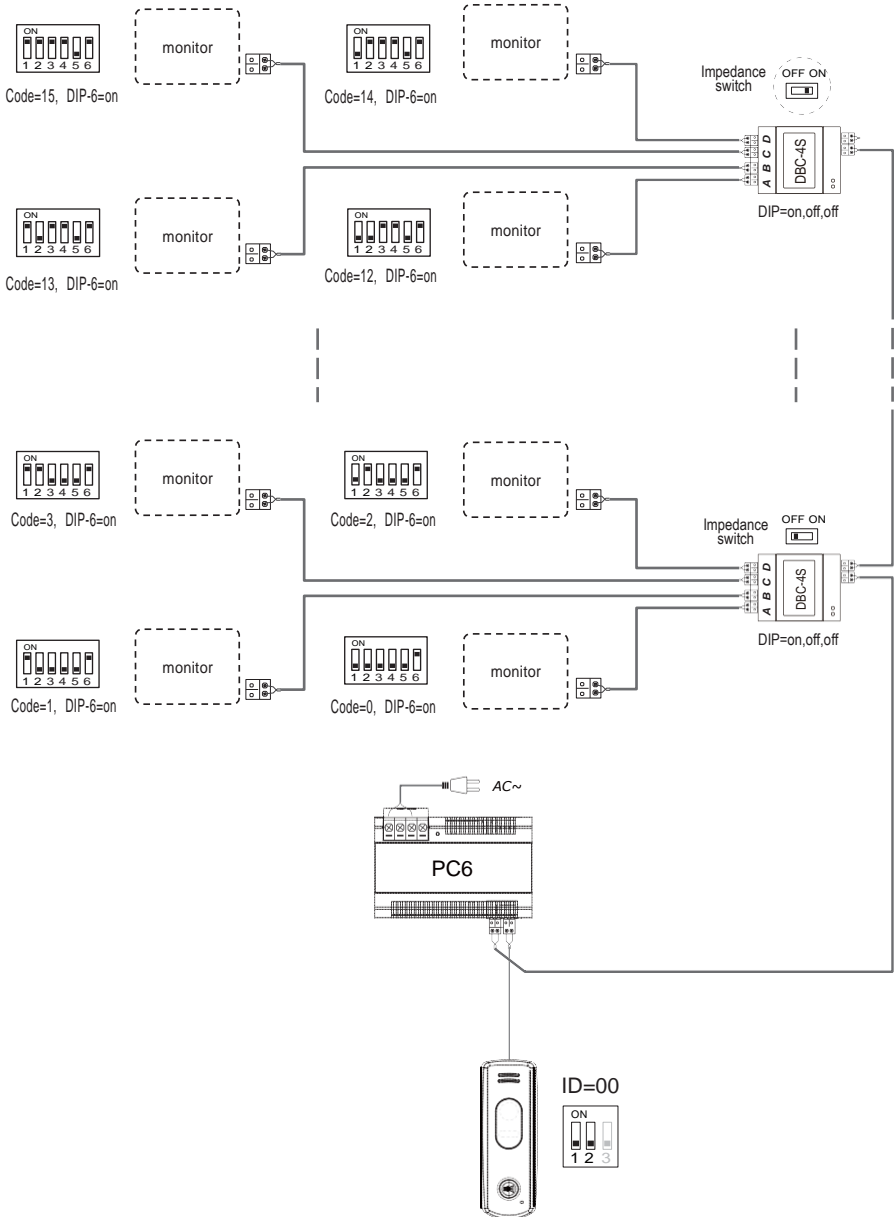 ON
1 2 3 4 5 6
Code=15, DIP-6=on
monitor
ON
1 2 3 4 5 6
Code=14, DIP-6=on
monitor
Impedance
switch
OFF ON
A B C D
DBC-4S
DIP=on,off,off
ON
1 2 3 4 5 6
Code=13, DIP-6=on
monitor
ON
1 2 3 4 5 6
Code=12, DIP-6=on
monitor
ON
1 2 3 4 5 6
Code=3, DIP-6=on
monitor
ON
1 2 3 4 5 6
Code=2, DIP-6=on
monitor
Impedance
switch
OFF ON
A B C D
DBC-4S
DIP=on,off,off
ON
1 2 3 4 5 6
Code=1, DIP-6=on
monitor
ON
1 2 3 4 5 6
Code=0, DIP-6=on
monitor
AC~
PC6
ID=00
ON
1 2 3